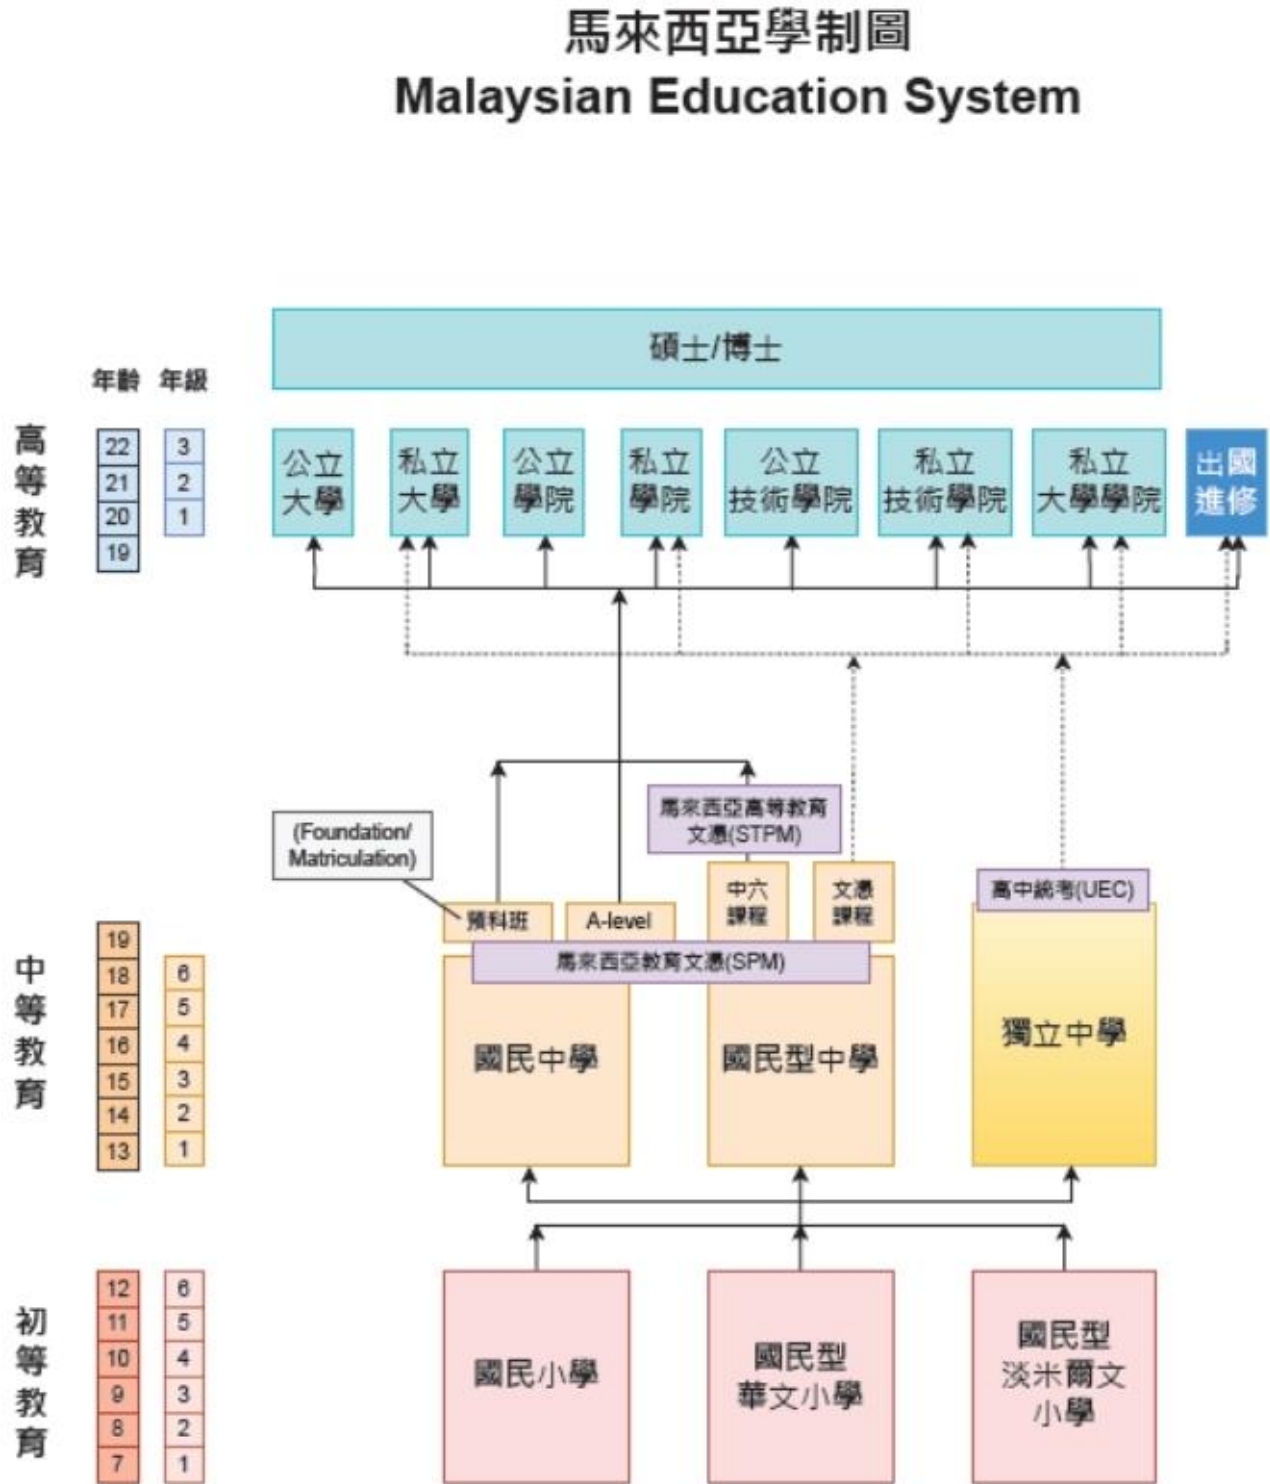 馬來西亞學制圖
Malaysian Education System
碩士/博士
年齡 年級
高等教育
22 3
21 2
20 1
19
公立
大學
私立
大學
公立
學院
私立
學院
公立
技術學院
私立
技術學院
私立
大學學院
出國
進修
(Foundation/
Matriculation)
馬來西亞高等教育
文憑(STPM)
預科班
A-level
中六
課程
文憑
課程
高中統考(UEC)
馬來西亞教育文憑(SPM)
中等教育
19
18 6
17 5
16 4
15 3
14 2
13 1
國民中學
國民型中學
獨立中學
初等教育
12 6
11 5
10 4
9 3
8 2
7 1
國民小學
國民型
華文小學
國民型
淡米爾文
小學